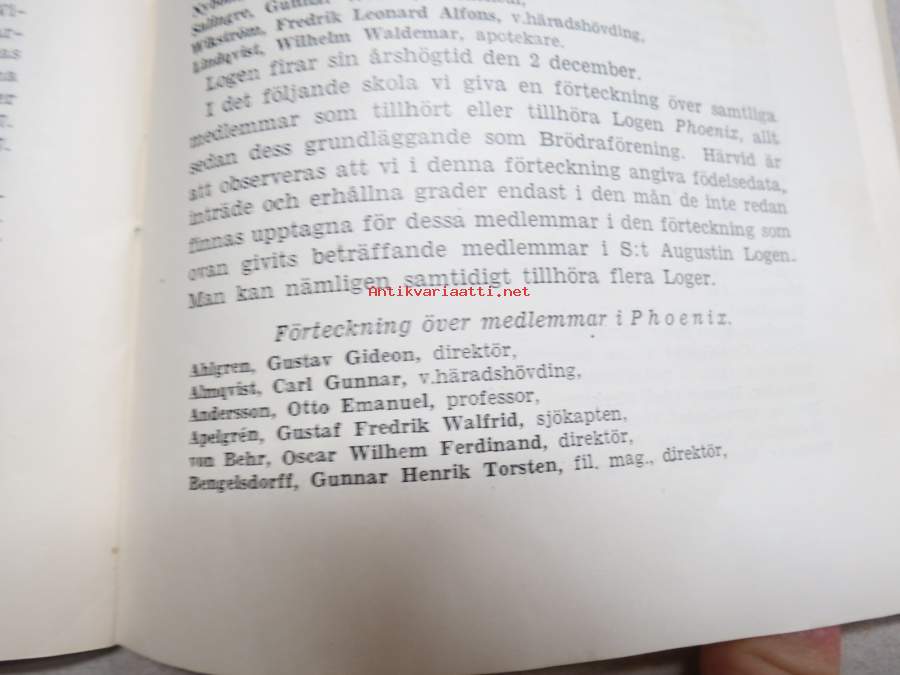 Salingre, Gunnar
Wikström, Fredrik Leonard Alfons, v.häradshövding,
Lindqvist, Wilhelm Waldemar, apotekare.
Logen firar sin årshögtid den 2 december.
I det följande skola vi giva en förteckning över samtliga
medlemmar som tillhört eller tillhöra Logen Phoenix, allt
sedan dess grundläggande som Brödraförening. Härvid är
att observeras att vi i denna förteckning angiva födelsedata,
inträde och erhållna grader endast i den mån de inte redan
finnas upptagna för dessa medlemmar i den förteckning som
ovan givits beträffande medlemmar i S:t Augustin Logen.
Man kan nämligen samtidigt tillhöra flera Loger.
Antikvariaatti.net
Förteckning över medlemmar i Phoenix.
Ahlgren, Gustav Gideon, direktör,
Almqvist, Carl Gunnar, v.häradshövding,
Andersson, Otto Emanuel, professor,
Apelgrén, Gustaf Fredrik Walfrid, sjökapten,
von Behr, Oscar Wilhem Ferdinand, direktör,
Bengelsdorff, Gunnar Henrik Torsten, fil. mag., direktör,